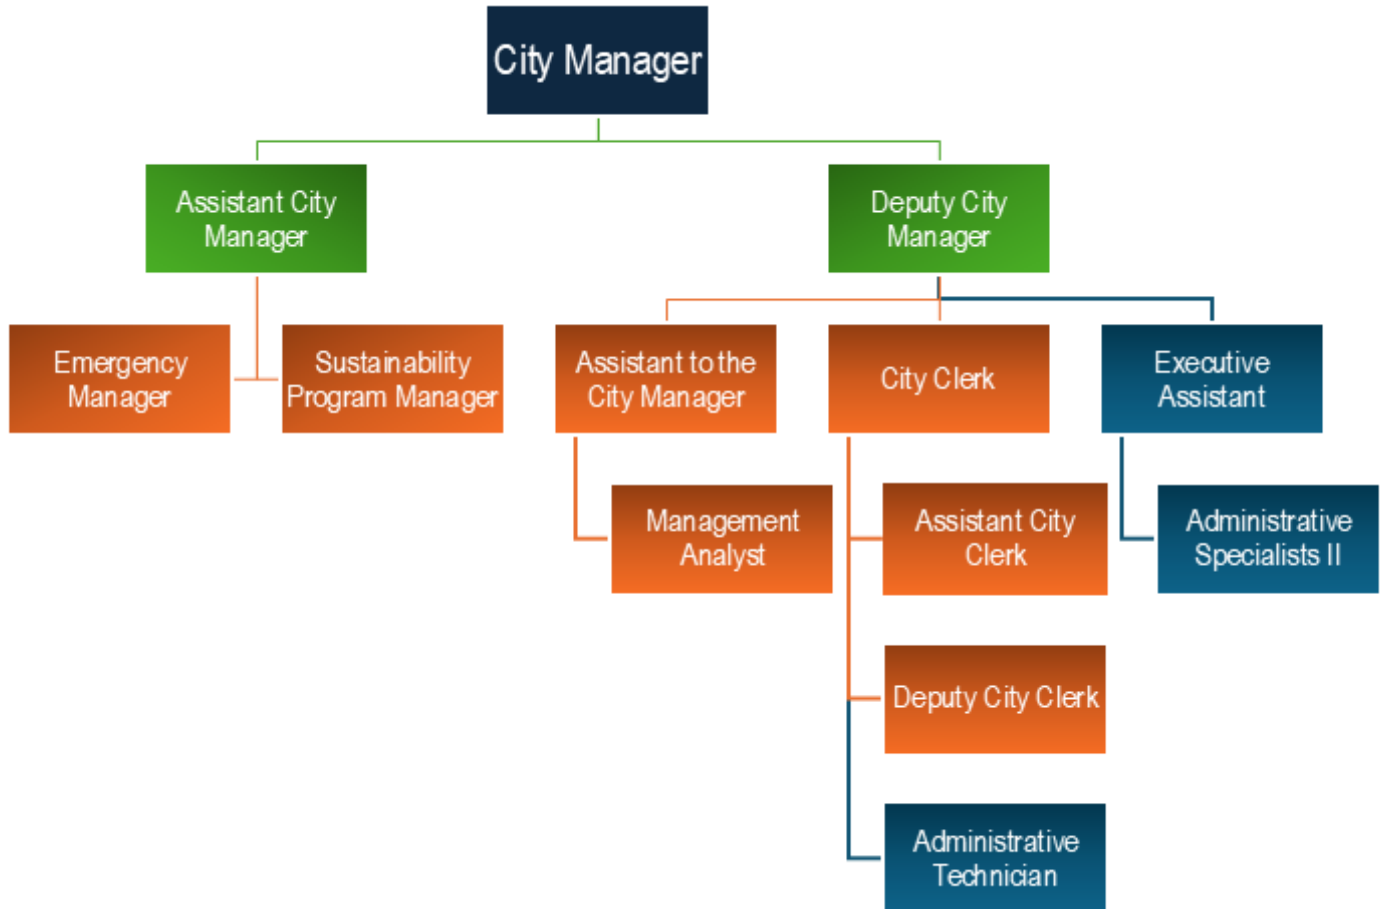 City Manager
Assistant City
Manager
Deputy City
Manager
Emergency
Manager
Sustainability
Program Manager
Assistant to the
City Manager
City Clerk
Executive
Assistant
Management
Analyst
Assistant City
Clerk
Administrative
Specialists II
Deputy City Clerk
Administrative
Technician